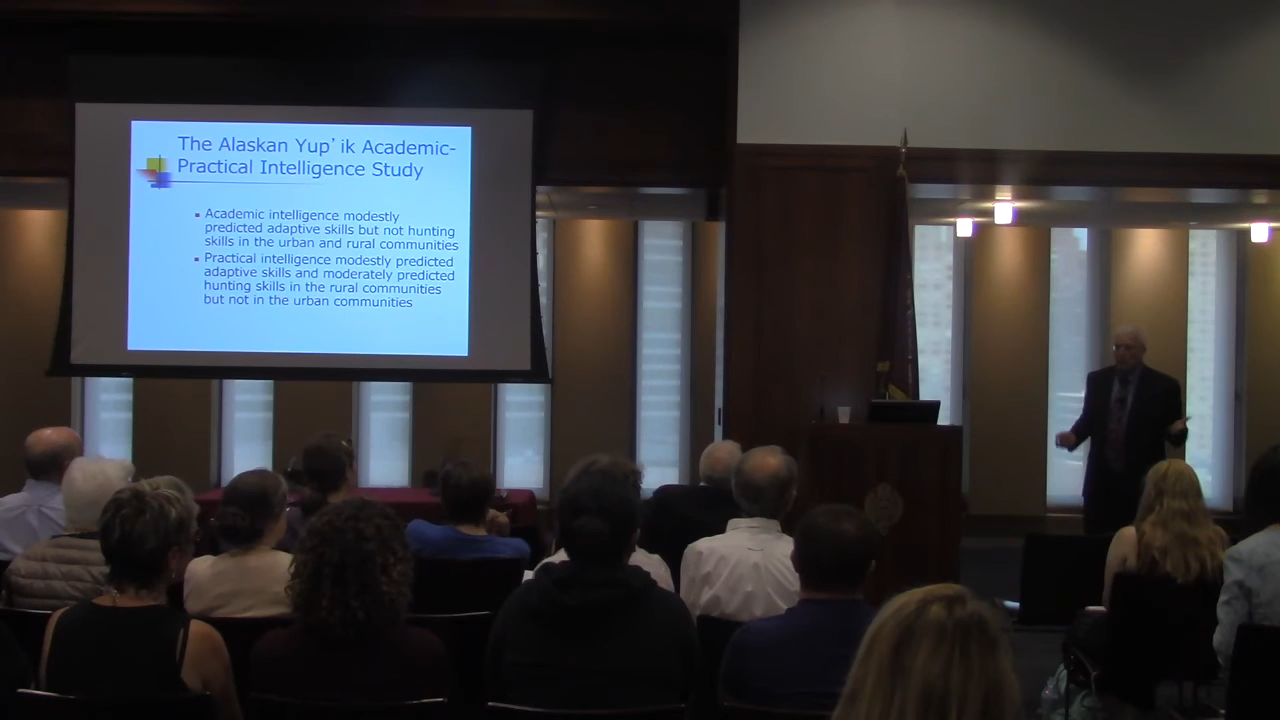 The Alaskan Yup’ik Academic-
Practical Intelligence Study
Academic intelligence modestly
predicted adaptive skills but not hunting
skills in the urban and rural communities
Practical intelligence modestly predicted
adaptive skills and moderately predicted
hunting skills in the rural communities
but not in the urban communities